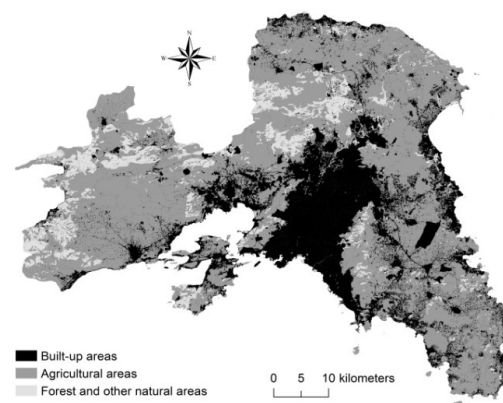 N
W E
S
Built-up areas
Agricultural areas
Forest and other natural areas
0 5 10 kilometers